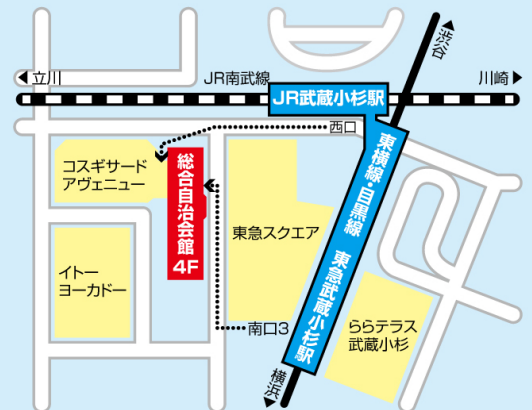 渋谷
立川
JR南武線
川崎
JR武蔵小杉駅
西口
コスギサード
アヴェニュー
総合自治会館
4F
東急スクエア
東横線・目黒線 東急武蔵小杉駅
イトー
ヨーカドー
南口3
ららテラス
武蔵小杉
横浜